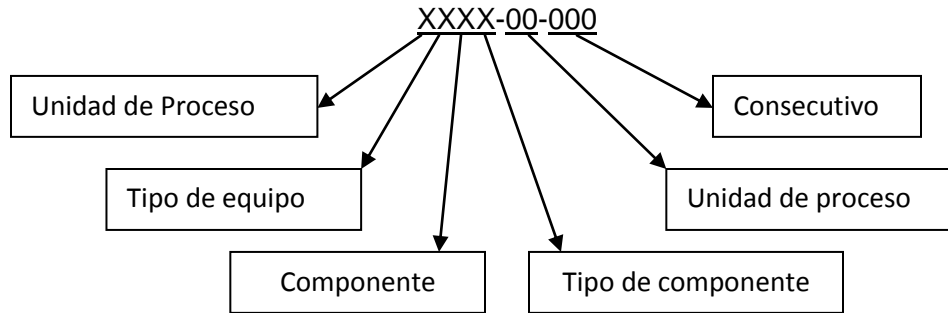 XXXX-00-000
Unidad de Proceso
Consecutivo
Tipo de equipo
Unidad de proceso
Componente
Tipo de componente